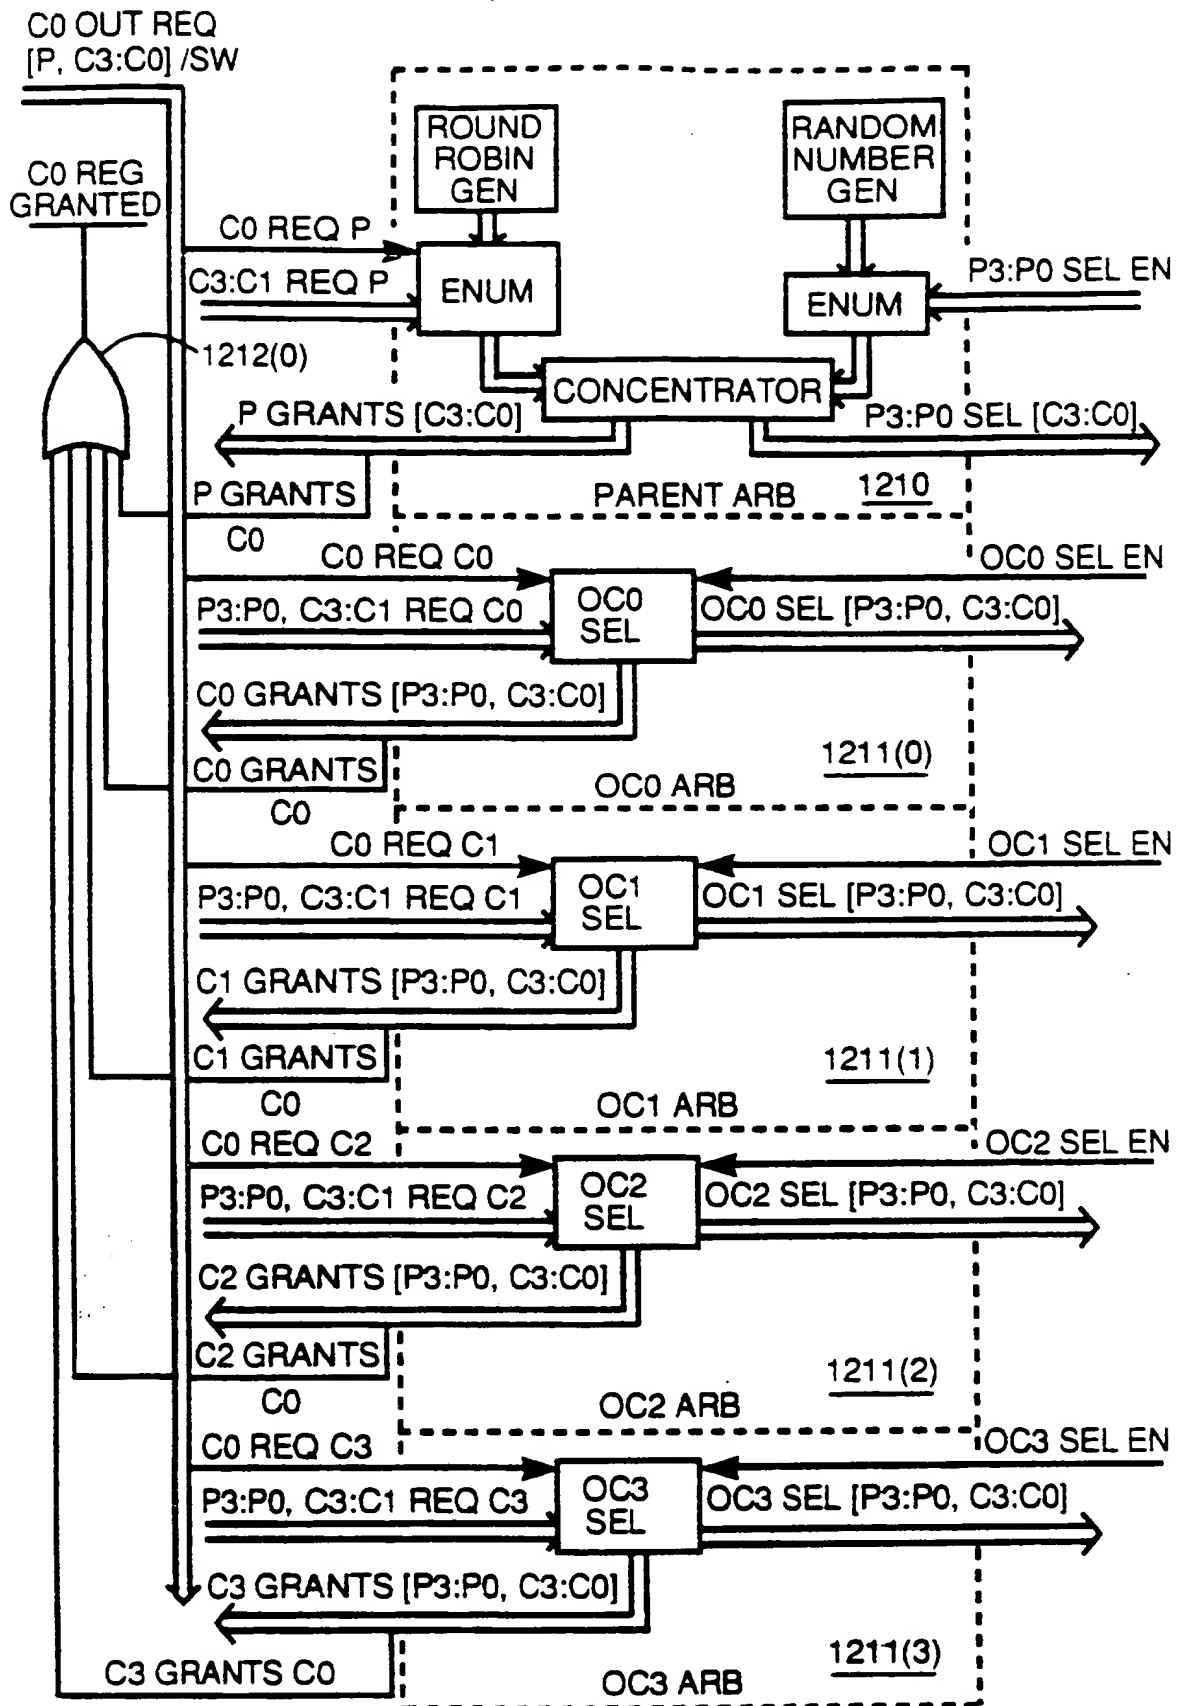 C0 OUT REQ
[P, C3:C0] /SW
ROUND
ROBIN
GEN
RANDOM
NUMBER
GEN
C0 REG
GRANTED
C0 REQ P
C3:C1 REQ P
ENUM
ENUM
P3:P0 SEL EN
1212(0)
CONCENTRATOR
P GRANTS [C3:C0]
P3:P0 SEL [C3:C0]
P GRANTS
C0
PARENT ARB
1210
C0 REQ C0
OC0 SEL EN
P3:P0, C3:C1 REQ C0
OC0
SEL
OC0 SEL [P3:P0, C3:C0]
C0 GRANTS [P3:P0, C3:C0]
C0 GRANTS
C0
1211(0)
OC0 ARB
C0 REQ C1
OC1 SEL EN
P3:P0, C3:C1 REQ C1
OC1
SEL
OC1 SEL [P3:P0, C3:C0]
C1 GRANTS [P3:P0, C3:C0]
C1 GRANTS
C0
1211(1)
OC1 ARB
C0 REQ C2
OC2 SEL EN
P3:P0, C3:C1 REQ C2
OC2
SEL
OC2 SEL [P3:P0, C3:C0]
C2 GRANTS [P3:P0, C3:C0]
C2 GRANTS
C0
1211(2)
OC2 ARB
C0 REQ C3
OC3 SEL EN
P3:P0, C3:C1 REQ C3
OC3
SEL
OC3 SEL [P3:P0, C3:C0]
C3 GRANTS [P3:P0, C3:C0]
C3 GRANTS C0
1211(3)
OC3 ARB